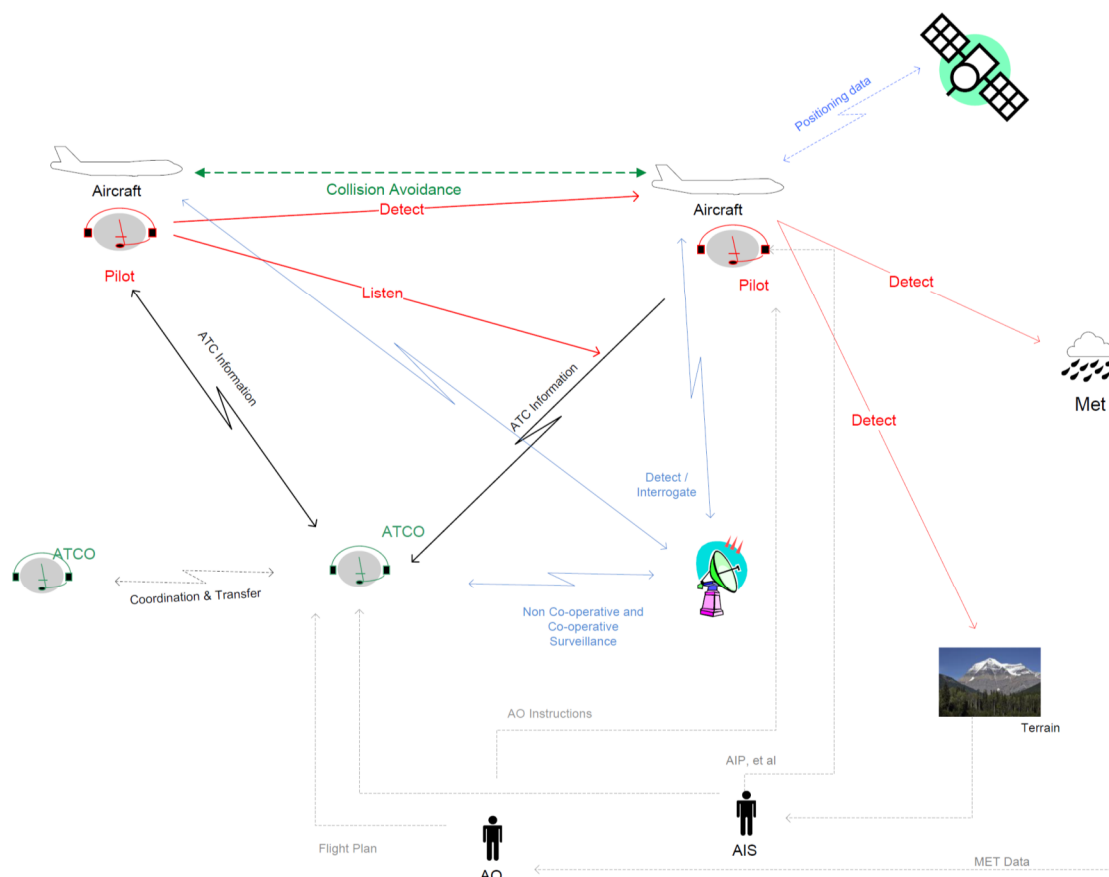 Positioning data
Aircraft
Collision Avoidance
Aircraft
Detect
Pilot
Pilot
Listen
Detect
ATC Information
ATC Information
Met
Detect
Detect /
Interrogate
ATCO
ATCO
Coordination & Transfer
Non Co-operative and
Co-operative
Surveillance
AO Instructions
Terrain
AIP, et al
Flight Plan
AIS
MET Data
AO